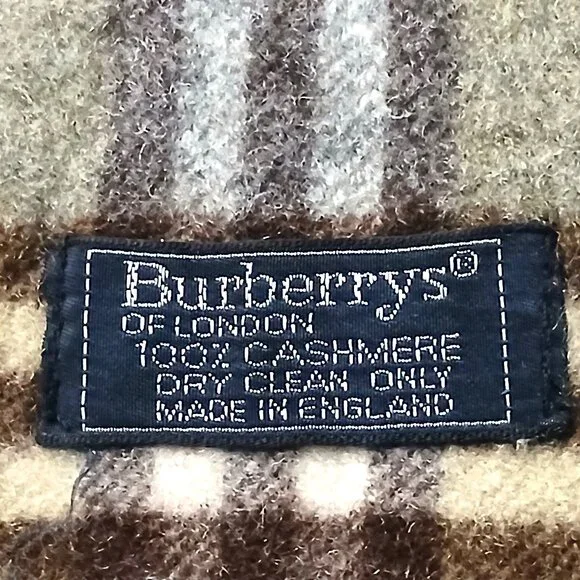 Burberrys®
OF LONDON
100% CASHMERE
DRY CLEAN ONLY
MADE IN ENGLAND